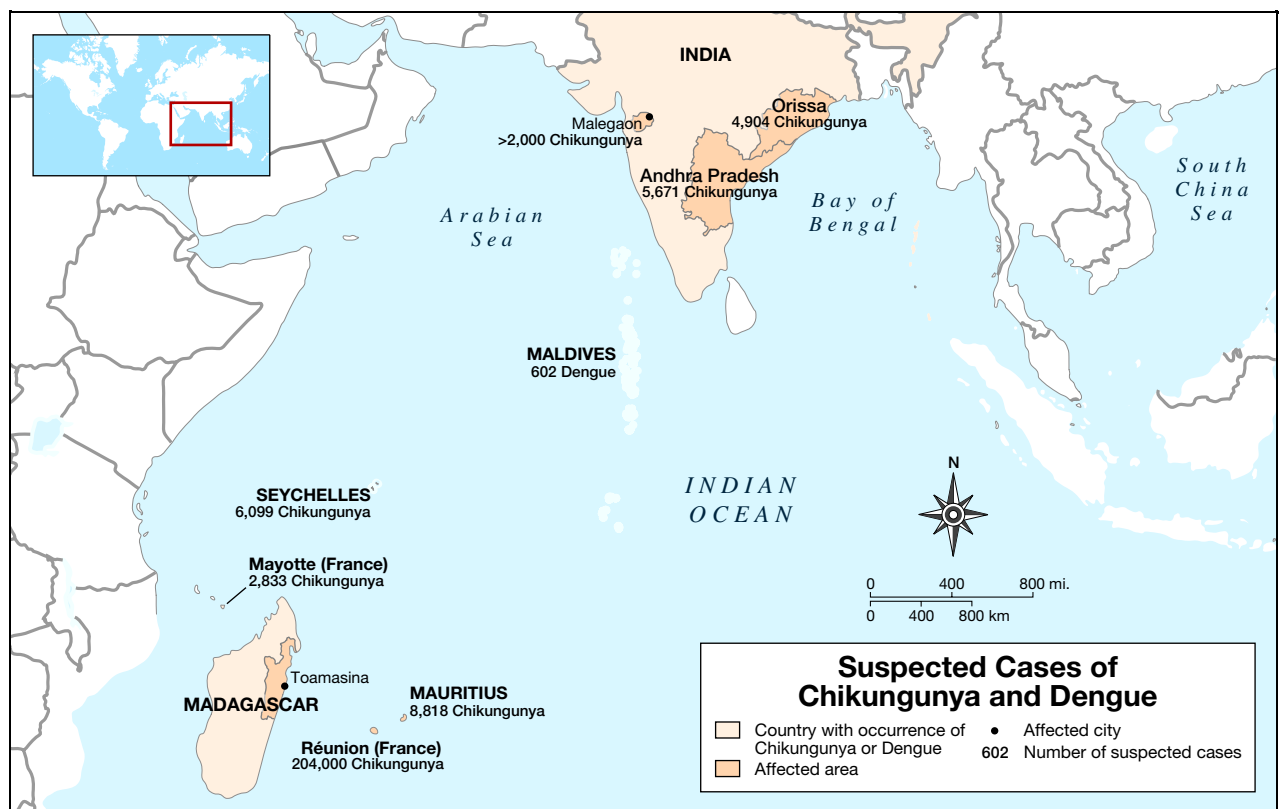 INDIA
Orissa
4,904 Chikungunya
Malegaon
>2,000 Chikungunya
Andhra Pradesh
5,671 Chikungunya
Arabian
Sea
Bay of
Bengal
South
China
Sea
MALDIVES
602 Dengue
SEYCHELLES
6,099 Chikungunya
INDIAN
OCEAN
N
Mayotte (France)
2,833 Chikungunya
0 400 800 mi.
0 400 800 km
Toamasina
MADAGASCAR
MAURITIUS
8,818 Chikungunya
Réunion (France)
204,000 Chikungunya
Suspected Cases of
Chikungunya and Dengue
Country with occurrence of
Chikungunya or Dengue
Affected area
Affected city
602 Number of suspected cases